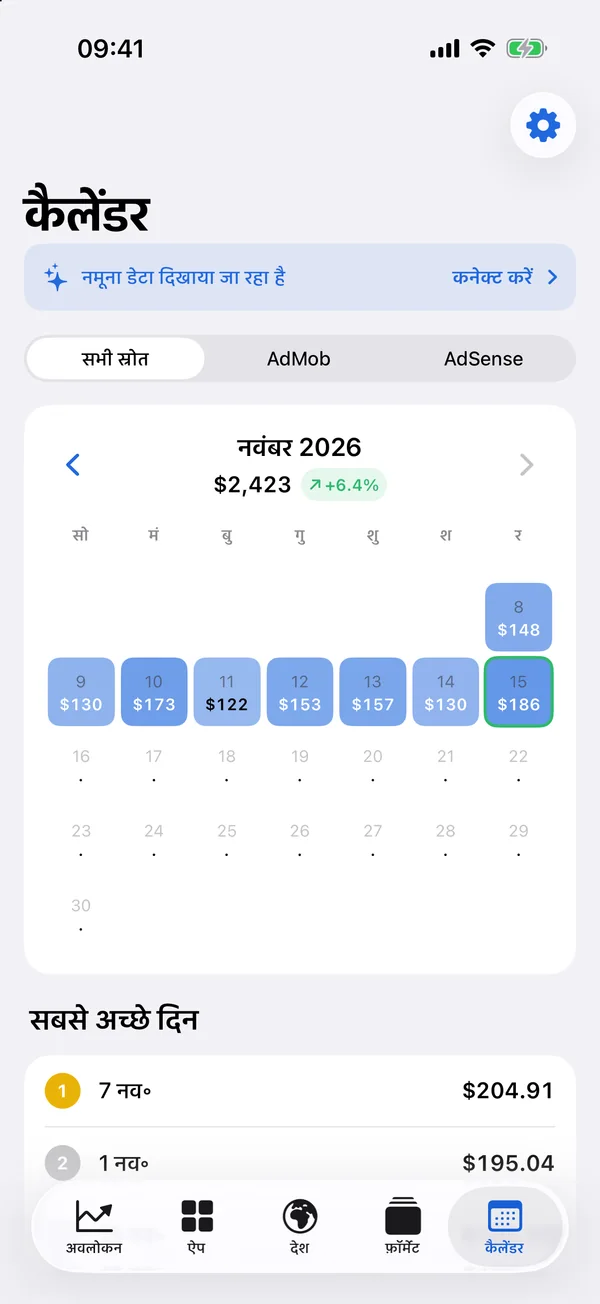 09:41
कैलेंडर
नमूना डेटा दिखाया जा रहा है कनेक्ट करें
सभी स्रोत AdMob AdSense
नवंबर 2026
$2,423 +6.4%
सो मं बु गु शु श र
8
$148
9 10 11 12 13 14 15
$130 $173 $122 $153 $157 $130 $186
16 17 18 19 20 21 22
. . . . . . .
23 24 25 26 27 28 29
. . . . . . .
30
.
सबसे अच्छे दिन
1 7 नव॰ $204.91
2 1 नव॰ $195.04
अवलोकन ऐप देश फ़ॉर्मेट कैलेंडर